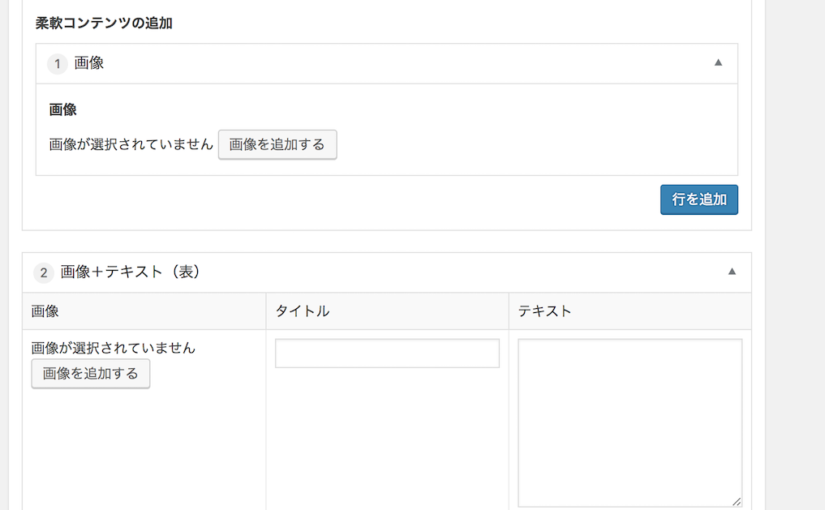 柔軟コンテンツの追加
1 画像
画像
画像が選択されていません 画像を追加する
行を追加
2 画像＋テキスト（表）
画像 タイトル テキスト
画像が選択されていません
画像を追加する